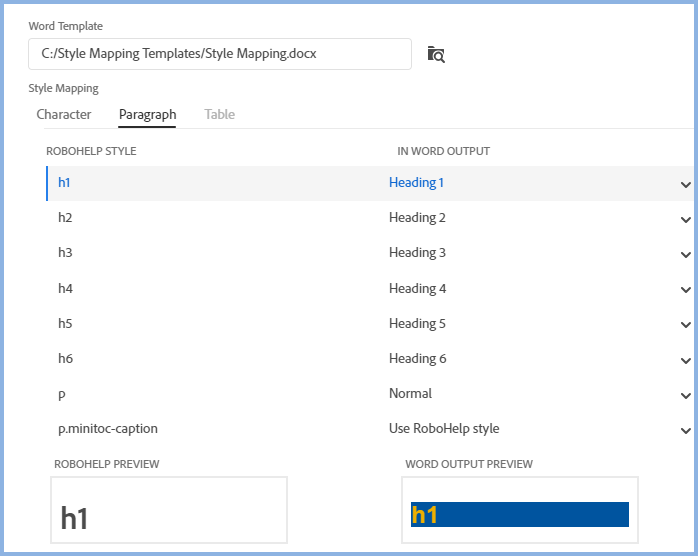 Word Template
C:/Style Mapping Templates/Style Mapping.docx
Style Mapping
Character Paragraph Table
ROBOHELP STYLE IN WORD OUTPUT
h1 Heading 1
h2 Heading 2
h3 Heading 3
h4 Heading 4
h5 Heading 5
h6 Heading 6
p Normal
p.minitoc-caption Use RoboHelp style
ROBOHELP PREVIEW WORD OUTPUT PREVIEW
h1 h1